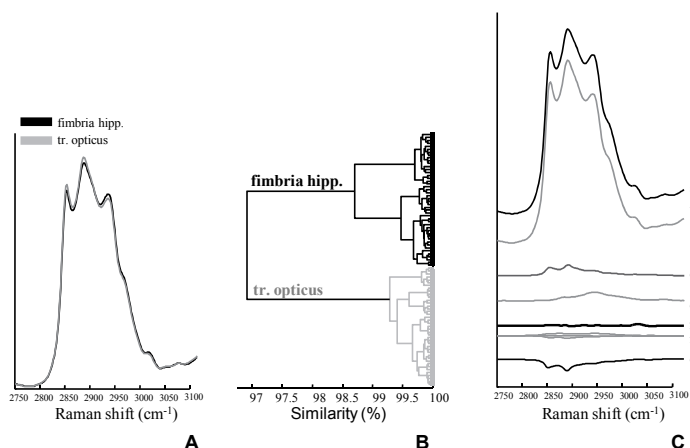 fimbria hipp.
tr. opticus
2750 2800 2850 2900 2950 3000 3050 3100
Raman shift (cm-1)
A
fimbria hipp.
tr. opticus
97 97.5 98 98.5 99 99.5 100
Similarity (%)
B
2750 2800 2850 2900 2950 3000 3050 3100
Raman shift (cm-1)
C